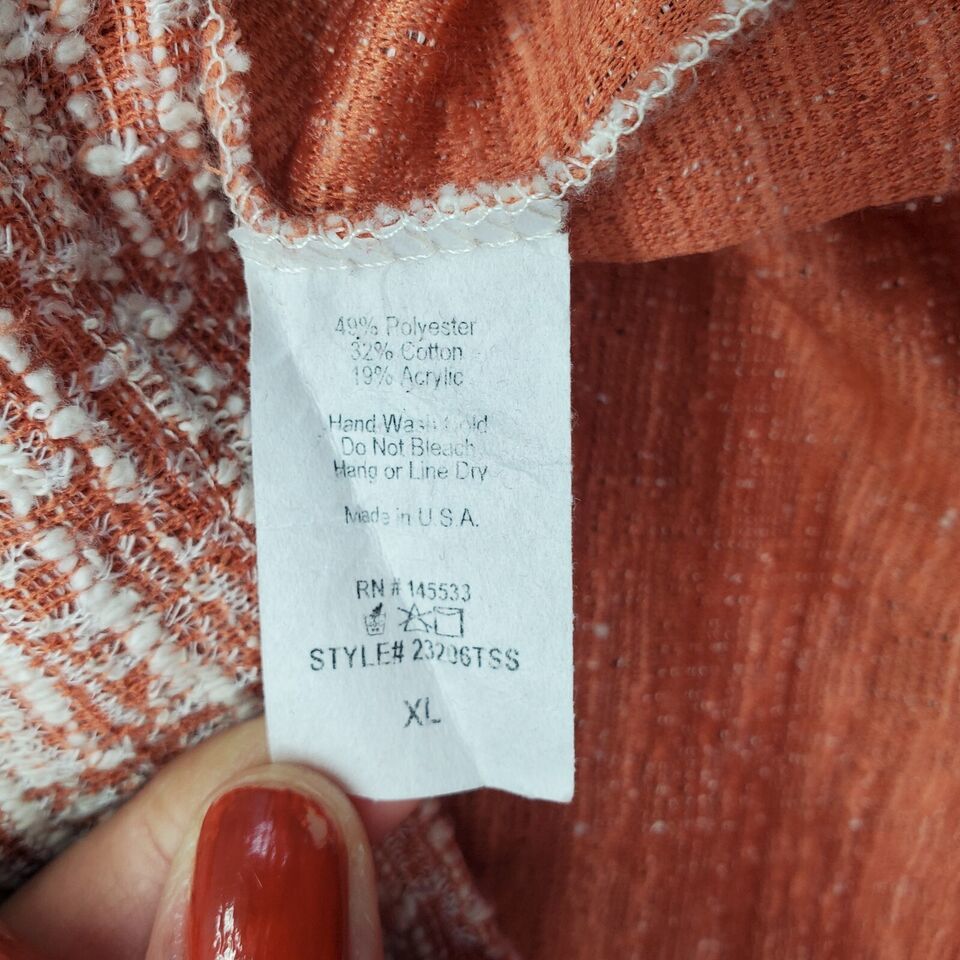 49% Polyester
32% Cotton
19% Acrylic
Hand Wash Cold
Do Not Bleach
Hang or Line Dry
Made in U.S.A.
RN # 145533
STYLE# 23206TSS
XL